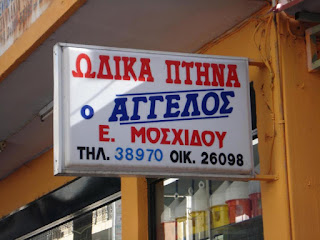 ΩΔΙΚΑ ΠΤΗΝΑ
Ο ΑΓΓΕΛΟΣ
Ε. ΜΟΣΧΙΔΟΥ
ΤΗΛ. 38970 ΟΙΚ. 26098